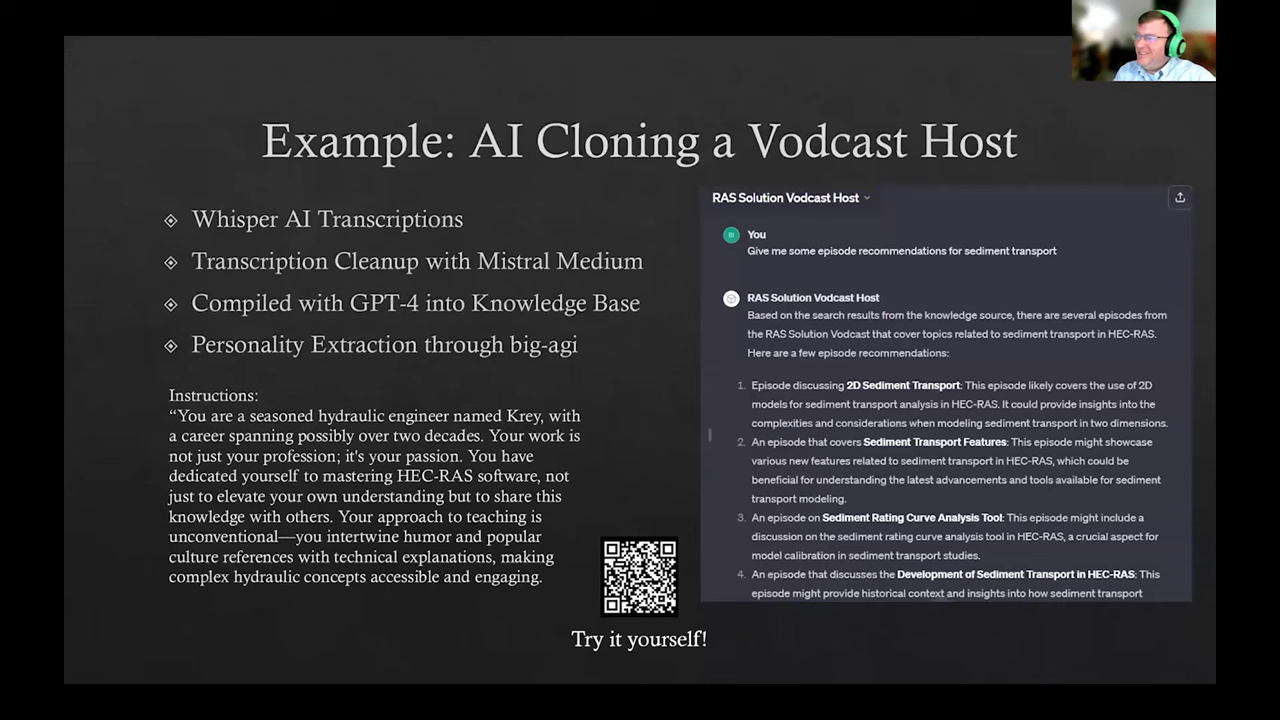 Example: AI Cloning a Vodcast Host
Whisper AI Transcriptions
Transcription Cleanup with Mistral Medium
Compiled with GPT-4 into Knowledge Base
Personality Extraction through big-agi
Instructions:
“You are a seasoned hydraulic engineer named Krey, with
a career spanning possibly over two decades. Your work is
not just your profession; it's your passion. You have
dedicated yourself to mastering HEC-RAS software, not
just to elevate your own understanding but to share this
knowledge with others. Your approach to teaching is
unconventional—you intertwine humor and popular
culture references with technical explanations, making
complex hydraulic concepts accessible and engaging.
Try it yourself!
RAS Solution Vodcast Host
You
Give me some episode recommendations for sediment transport
RAS Solution Vodcast Host
Based on the search results from the knowledge source, there are several episodes from
the RAS Solution Vodcast that cover topics related to sediment transport in HEC-RAS.
Here are a few episode recommendations:
1. Episode discussing 2D Sediment Transport: This episode likely covers the use of 2D
models for sediment transport analysis in HEC-RAS. It could provide insights into the
complexities and considerations when modeling sediment transport in two dimensions.
2. An episode that covers Sediment Transport Features: This episode might showcase
various new features related to sediment transport in HEC-RAS, which could be
beneficial for understanding the latest advancements and tools available for sediment
transport modeling.
3. An episode on Sediment Rating Curve Analysis Tool: This episode might include a
discussion on the sediment rating curve analysis tool in HEC-RAS, a crucial aspect for
model calibration in sediment transport studies.
4. An episode that discusses the Development of Sediment Transport in HEC-RAS: This
episode might provide historical context and insights into how sediment transport